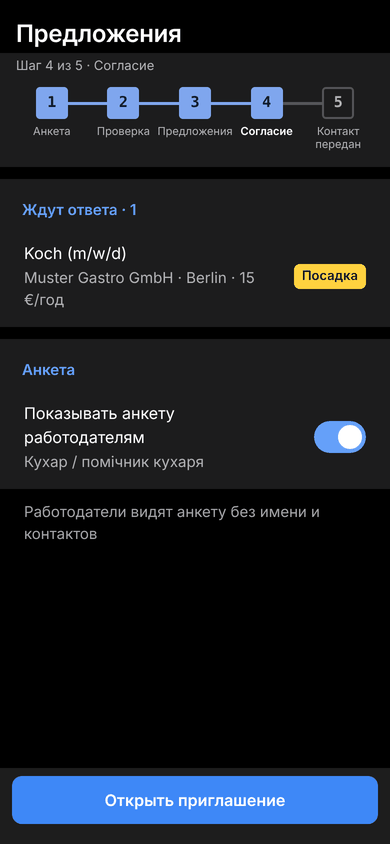 Предложения
Шаг 4 из 5 · Согласие
1 2 3 4 5
Анкета Проверка Предложения Согласие Контакт
передан
Ждут ответа · 1
Koch (m/w/d)
Muster Gastro GmbH · Berlin · 15
€/год
Посадка
Анкета
Показывать анкету
работодателям
Кухар / помічник кухаря
Работодатели видят анкету без имени и
контактов
Открыть приглашение